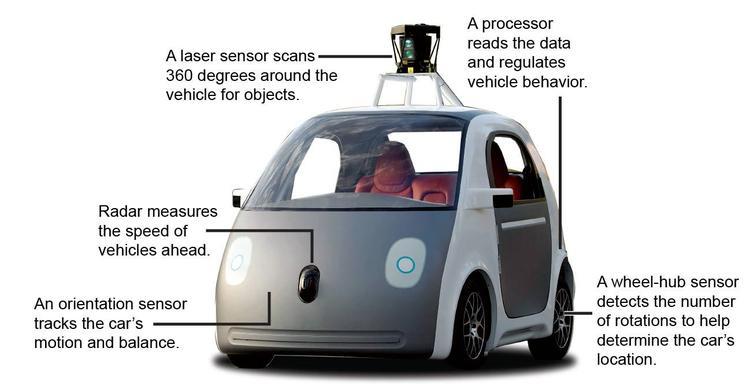 A laser sensor scans
360 degrees around the
vehicle for objects.
A processor
reads the data
and regulates
vehicle behavior.
Radar measures
the speed of
vehicles ahead.
An orientation sensor
tracks the car's
motion and balance.
A wheel-hub sensor
detects the number
of rotations to help
determine the car's
location.